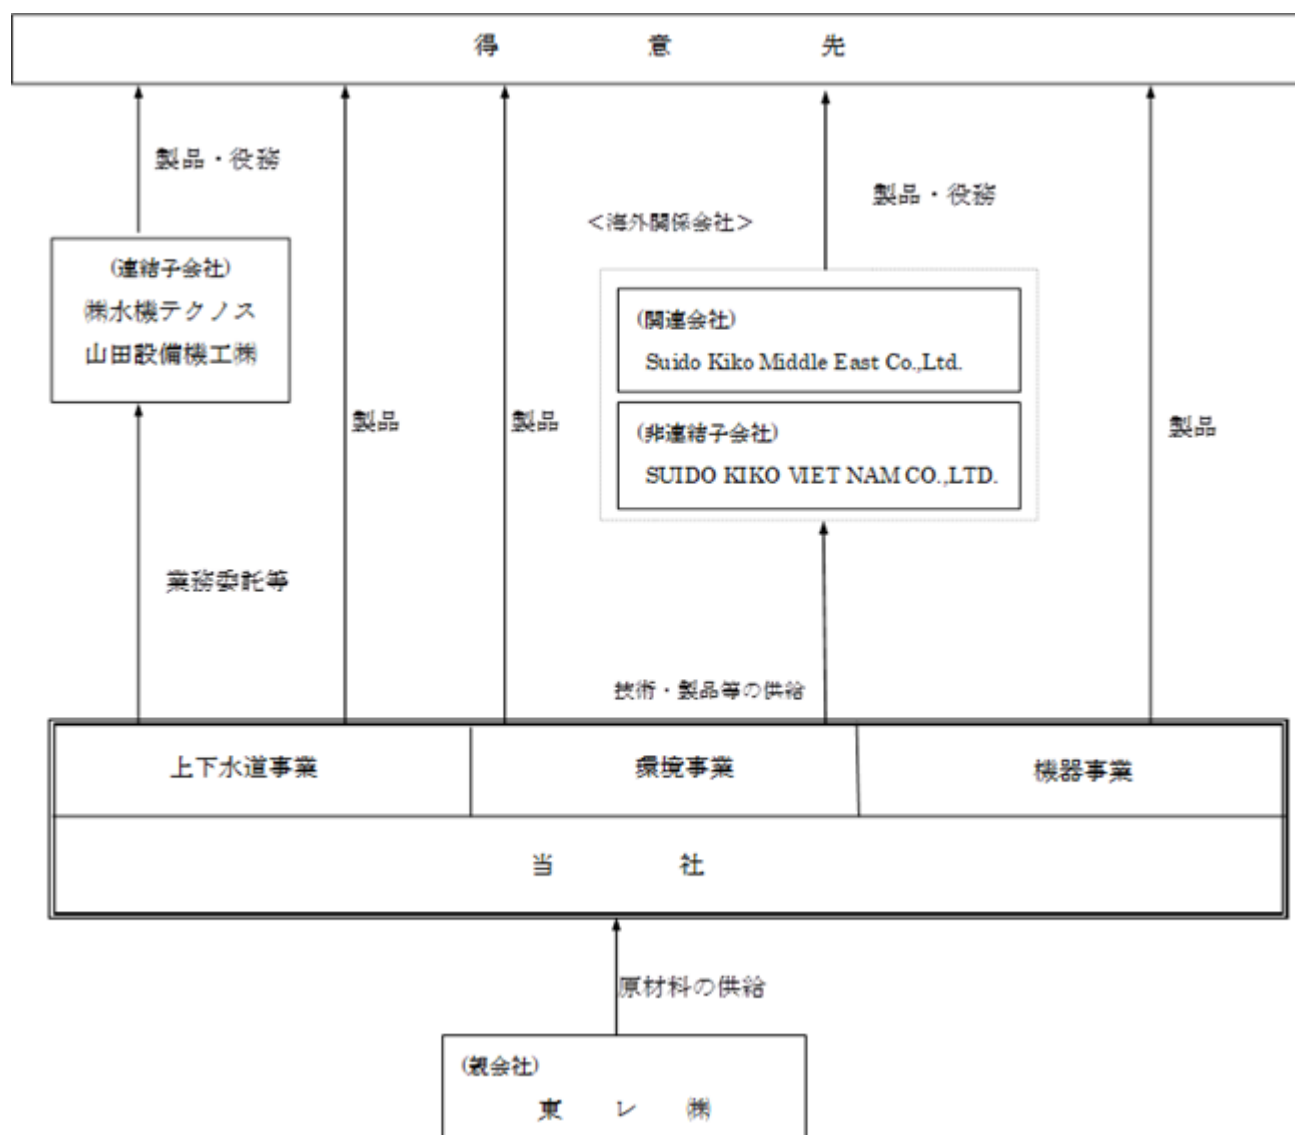 得 意 先
製品・役務
製品・役務
＜海外関係会社＞
(連結子会社)
㈱水機テクノス
山田設備機工㈱
(関連会社)
Suido Kiko Middle East Co.,Ltd.
(非連結子会社)
SUIDO KIKO VIET NAM CO.,LTD.
製品
製品
製品
業務委託等
技術・製品等の供給
上下水道事業
環境事業
機器事業
当 社
原材料の供給
(親会社)
東 レ ㈱